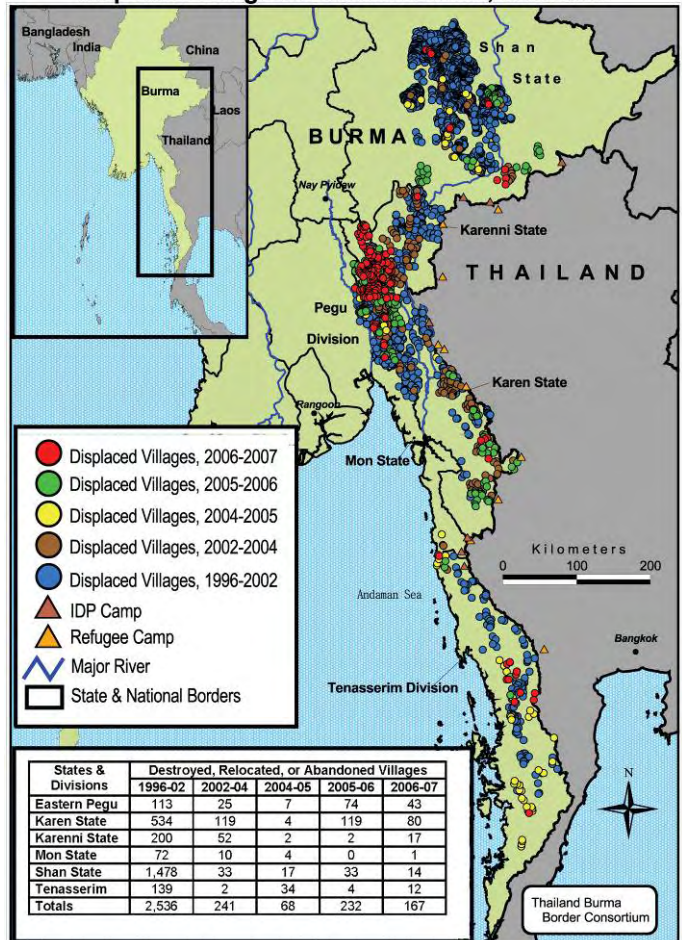 Bangladesh
India
China
Burma
Laos
Thailand
Shan
State
BURMA
Nay Pyidaw
Karenni State
THAILAND
Pegu
Division
Karen State
Rangoon
Mon State
Displaced Villages, 2006-2007
Displaced Villages, 2005-2006
Displaced Villages, 2004-2005
Displaced Villages, 2002-2004
Displaced Villages, 1996-2002
IDP Camp
Refugee Camp
Major River
State & National Borders
Kilometers
0 100 200
Andaman Sea
Bangkok
Tenasserim Division
N
States & Divisions Destroyed, Relocated, or Abandoned Villages
1996-02 2002-04 2004-05 2005-06 2006-07
Eastern Pegu 113 25 7 74 43
Karen State 534 119 4 119 80
Karenni State 200 52 2 2 17
Mon State 72 10 4 0 1
Shan State 1,478 33 17 33 14
Tenasserim 139 2 34 4 12
Totals 2,536 241 68 232 167
Thailand Burma
Border Consortium